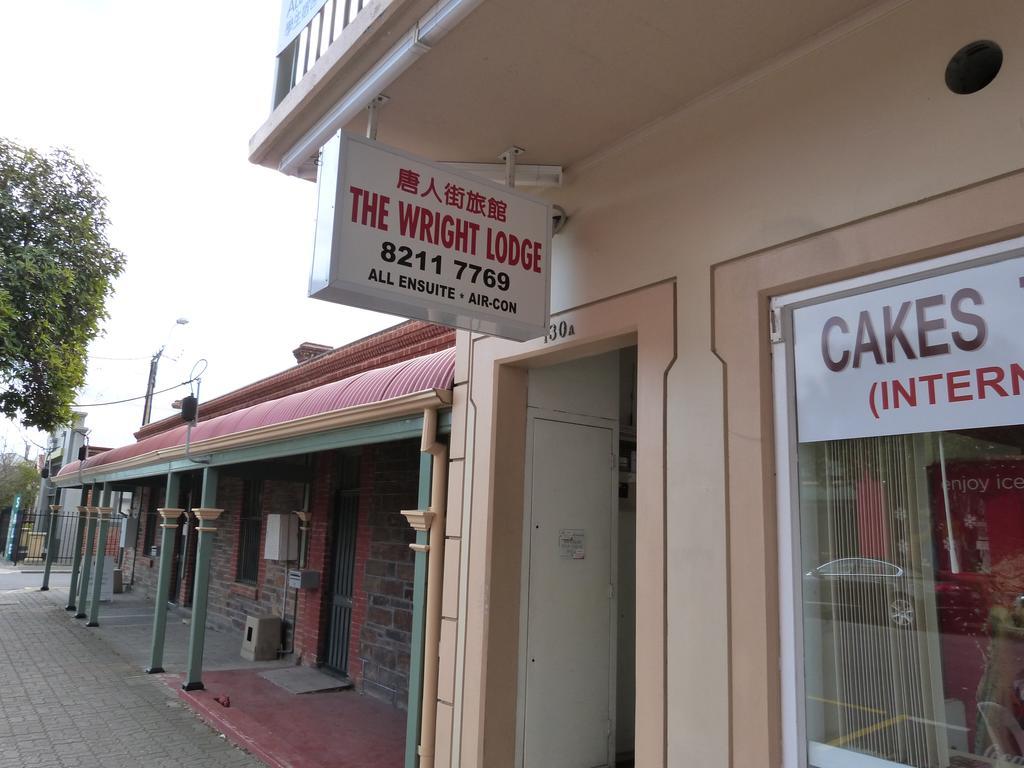 唐人街旅館
THE WRIGHT LODGE
8211 7769
ALL ENSUITE • AIR-CON
130A
CAKES
(INTERN
enjoy ice